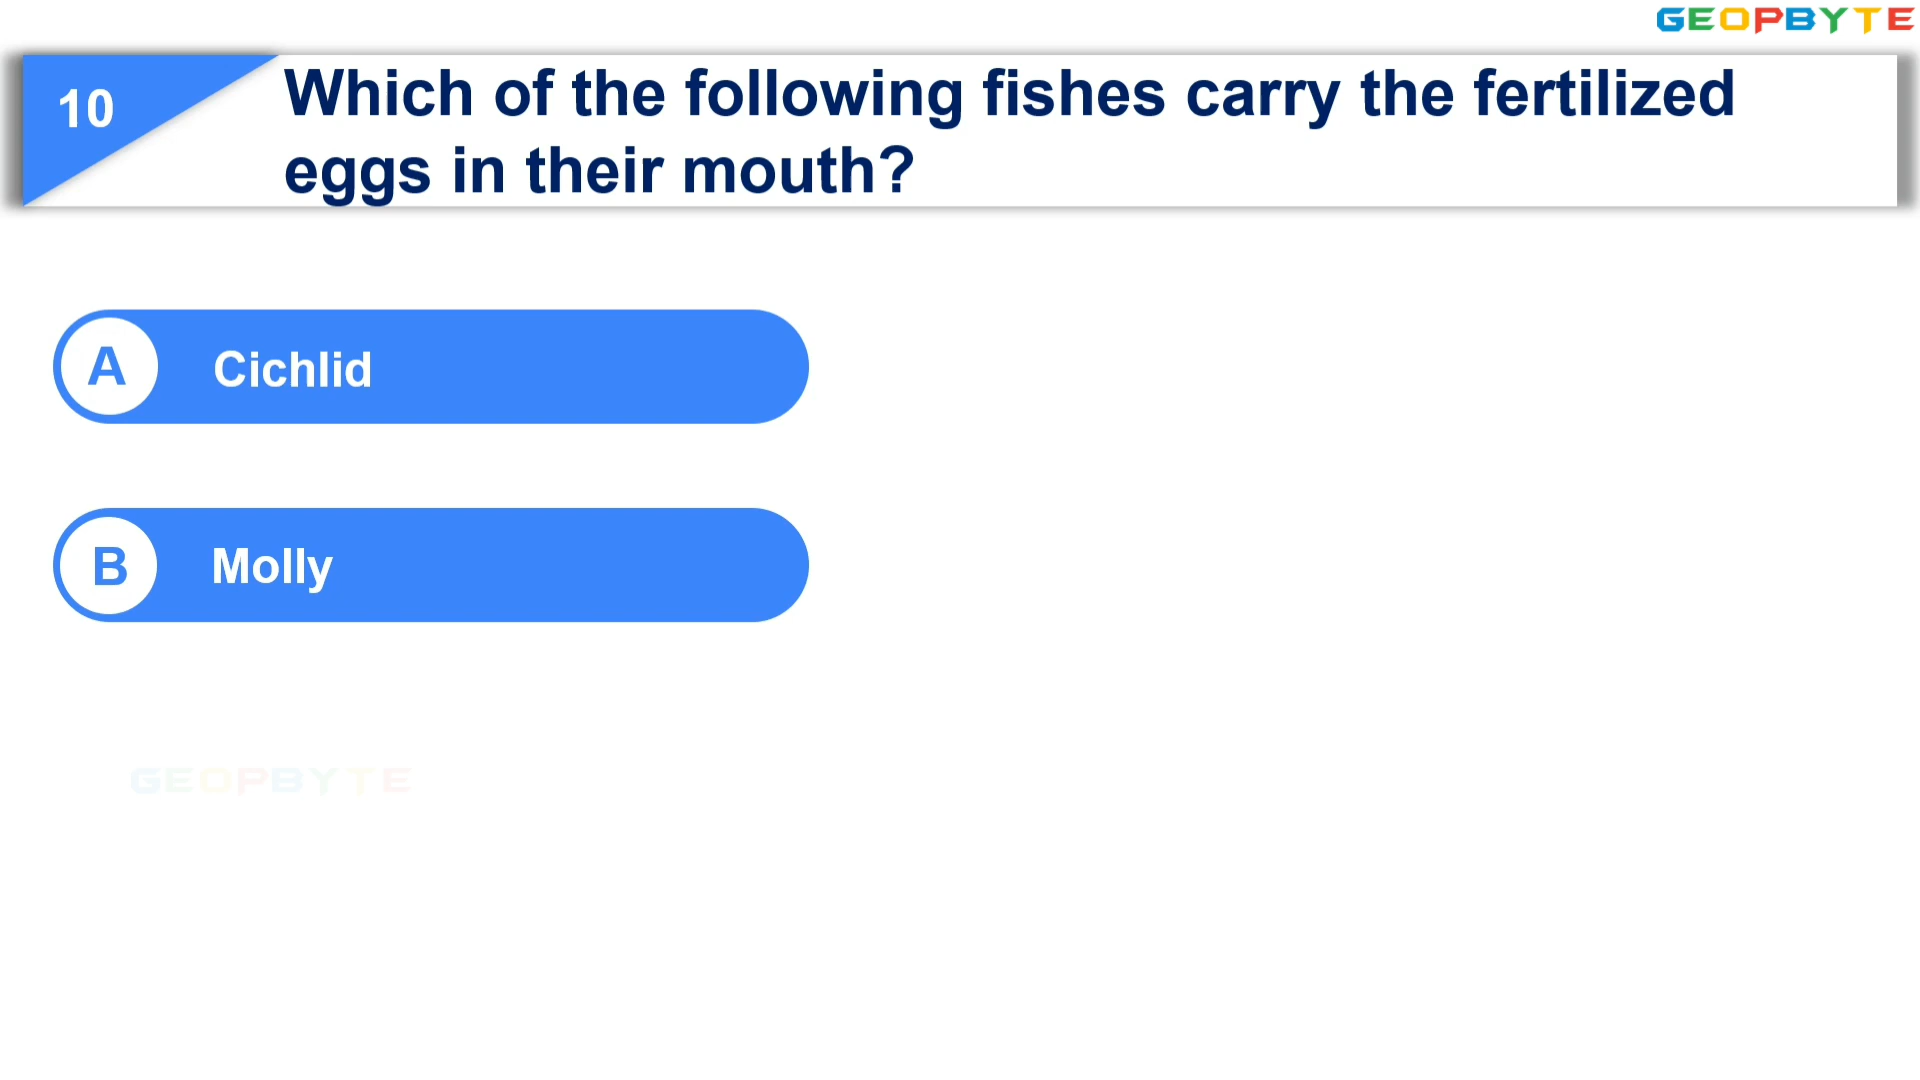 GEOPBYTE
10
Which of the following fishes carry the fertilized
eggs in their mouth?
A Cichlid
B Molly
GEOPBYTE